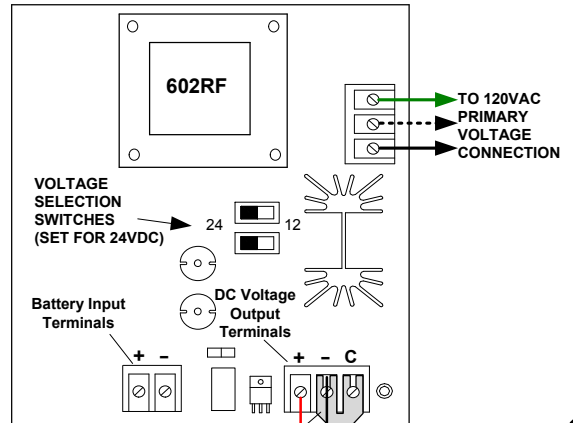 602RF
TO 120VAC
PRIMARY
VOLTAGE
CONNECTION
VOLTAGE
SELECTION
SWITCHES
(SET FOR 24VDC)
24 12
Battery Input
Terminals
DC Voltage
Output
Terminals
+ –
+ – C